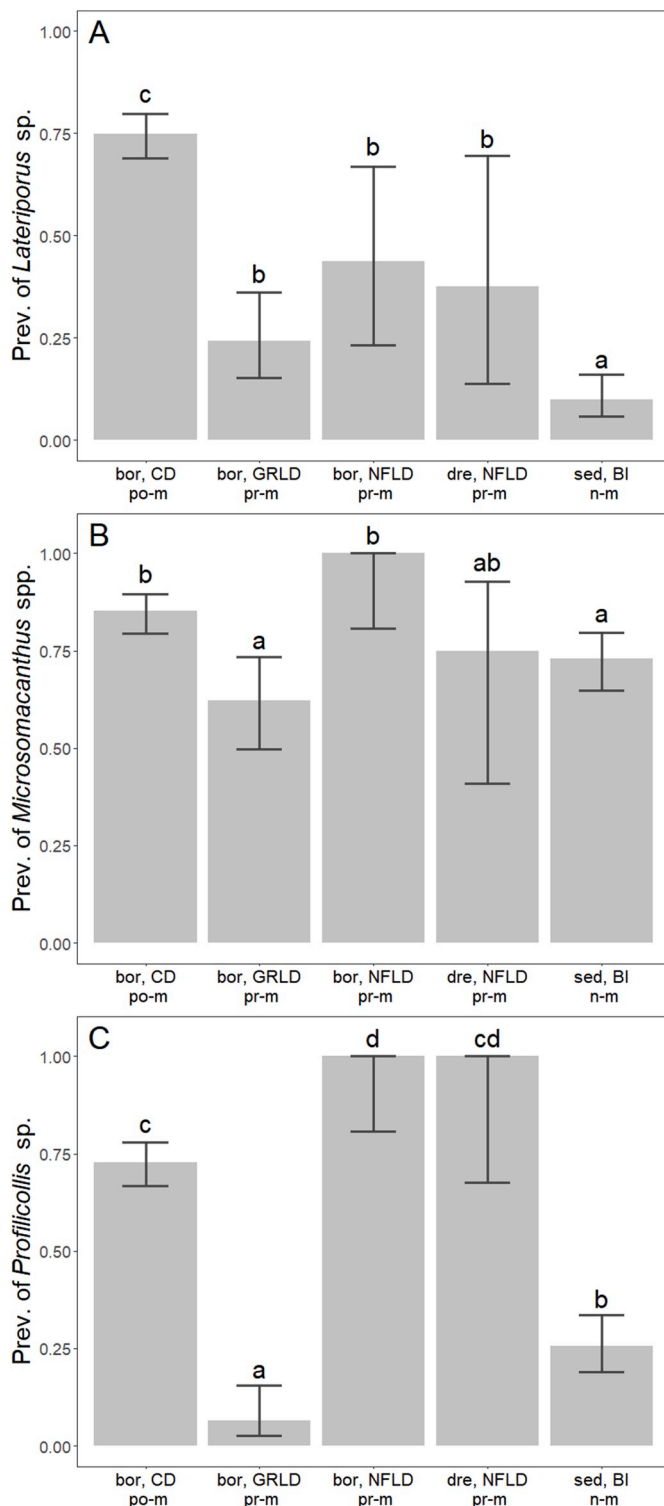 A
Prev. of Lateriporus sp.
1.00
0.75
0.50
0.25
0.00
c
b
b
b
a
bor, CD bor, GRLD bor, NFLD dre, NFLD sed, BI
po-m pr-m pr-m pr-m n-m
B
Prev. of Microsomacanthus spp.
1.00
0.75
0.50
0.25
0.00
b
a
b
ab
a
bor, CD bor, GRLD bor, NFLD dre, NFLD sed, BI
po-m pr-m pr-m pr-m n-m
C
Prev. of Profilicollis sp.
1.00
0.75
0.50
0.25
0.00
c
a
d
cd
b
bor, CD bor, GRLD bor, NFLD dre, NFLD sed, BI
po-m pr-m pr-m pr-m n-m